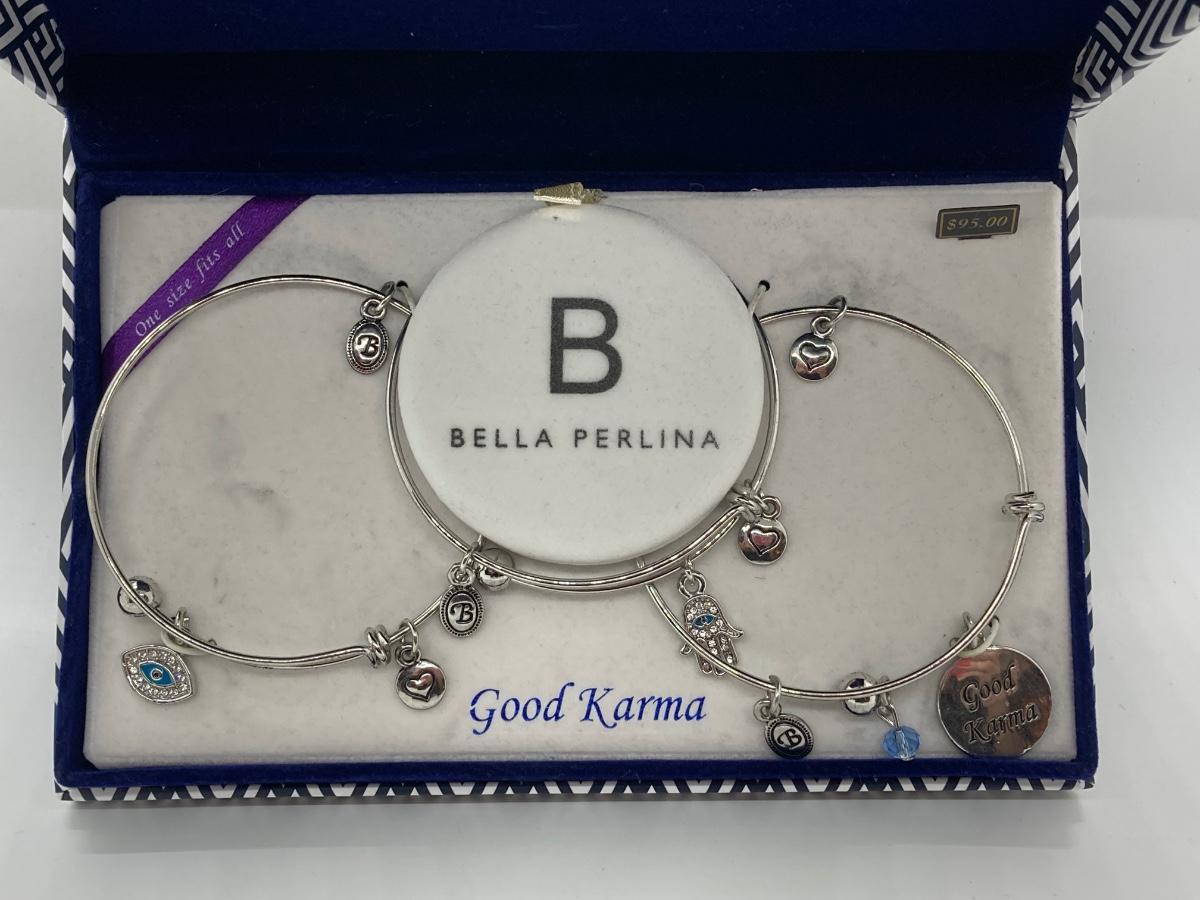 One size fits all
$95.00
B
B
BELLA PERLINA
B
Good Karma
B
Good
Karma